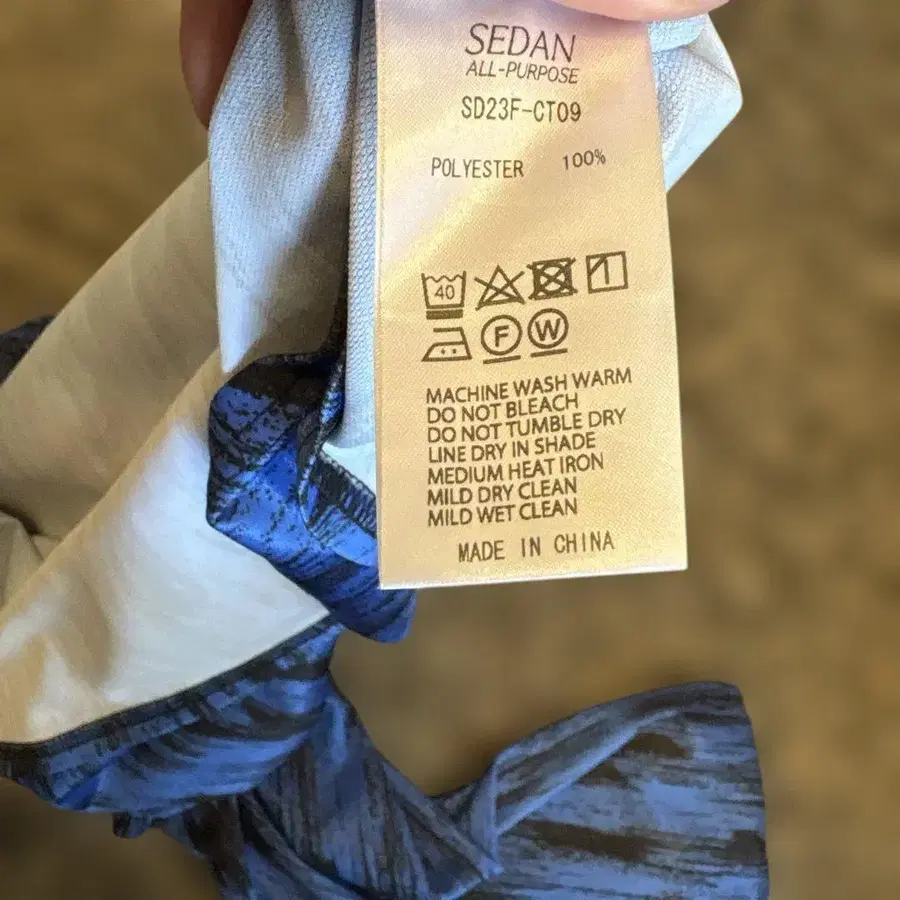 SEDAN
ALL-PURPOSE
SD23F-CT09
POLYESTER 100%
40
F W
MACHINE WASH WARM
DO NOT BLEACH
DO NOT TUMBLE DRY
LINE DRY IN SHADE
MEDIUM HEAT IRON
MILD DRY CLEAN
MILD WET CLEAN
MADE IN CHINA